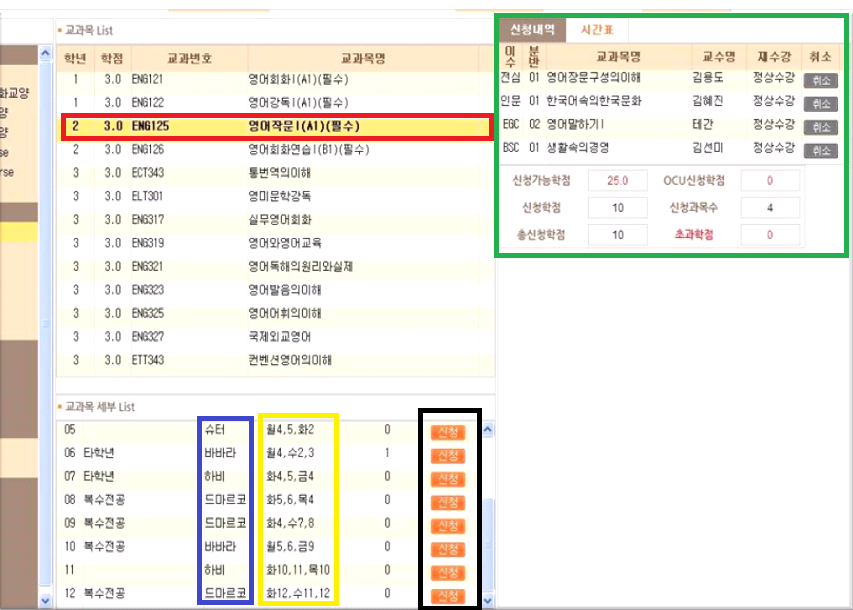 교과목 List
학년 학점 교과번호 교과목명
1 3.0 ENG121 영어회화I(A1)(필수)
1 3.0 ENG122 영어강독I(A1)(필수)
2 3.0 ENG125 영어작문I(A1)(필수)
2 3.0 ENG126 영어회화연습I(B1)(필수)
3 3.0 ECT343 통번역의이해
3 3.0 ELT301 영미문학강독
3 3.0 ENG317 실무영어회화
3 3.0 ENG319 영어와영어교육
3 3.0 ENG321 영어독해의원리와실제
3 3.0 ENG323 영어발음의이해
3 3.0 ENG325 영어어휘의이해
3 3.0 ENG327 국제외교영어
3 3.0 ETT343 컨벤션영어의이해
화교양
양
양
se
rse
교과목 세부 List
05 슈터 월4,5,화2 0 신청
06 타학년 바바라 월4,수2,3 1 신청
07 타학년 하비 화4,5,금4 0 신청
08 복수전공 드마르코 화5,6,목4 0 신청
09 복수전공 드마르코 화4,수7,8 0 신청
10 복수전공 바바라 월5,6,금9 0 신청
11 하비 화10,11,목10 0 신청
12 복수전공 드마르코 화12,수11,12 0 신청
신청내역 시간표
이수 분반 교과목명 교수명 재수강 취소
전심 01 영어장문구성의이해 김용도 정상수강 취소
인문 01 한국어속의한국문화 김혜진 정상수강 취소
EGC 02 영어말하기I 테간 정상수강 취소
BSC 01 생활속의경영 김선미 정상수강 취소
신청가능학점 25.0 OCU신청학점 0
신청학점 10 신청과목수 4
총신청학점 10 초과학점 0